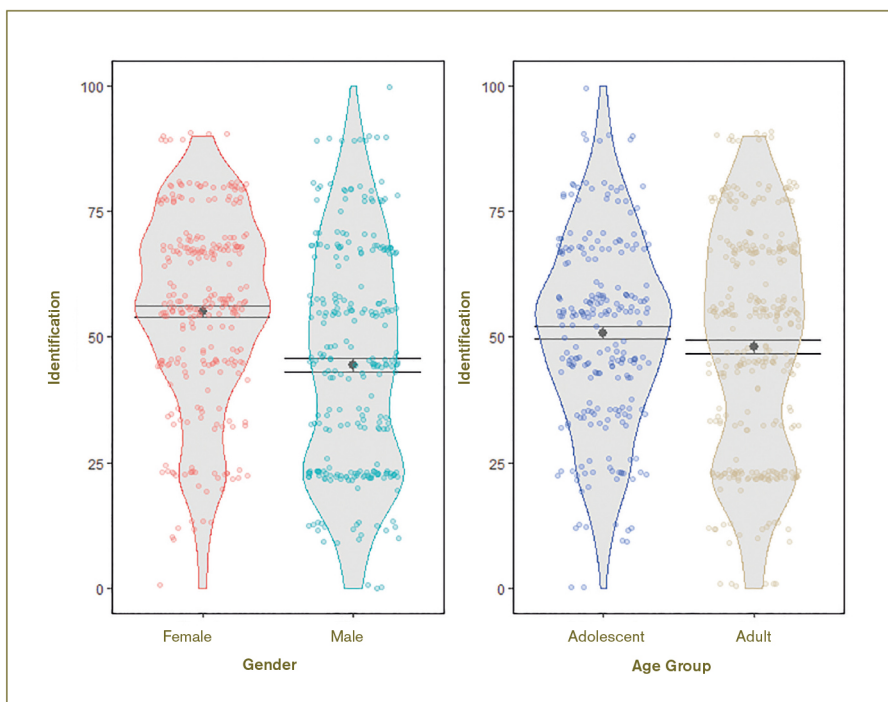 100
75
50
25
0
Identification
Female
Male
Gender
100
75
50
25
0
Identification
Adolescent
Adult
Age Group